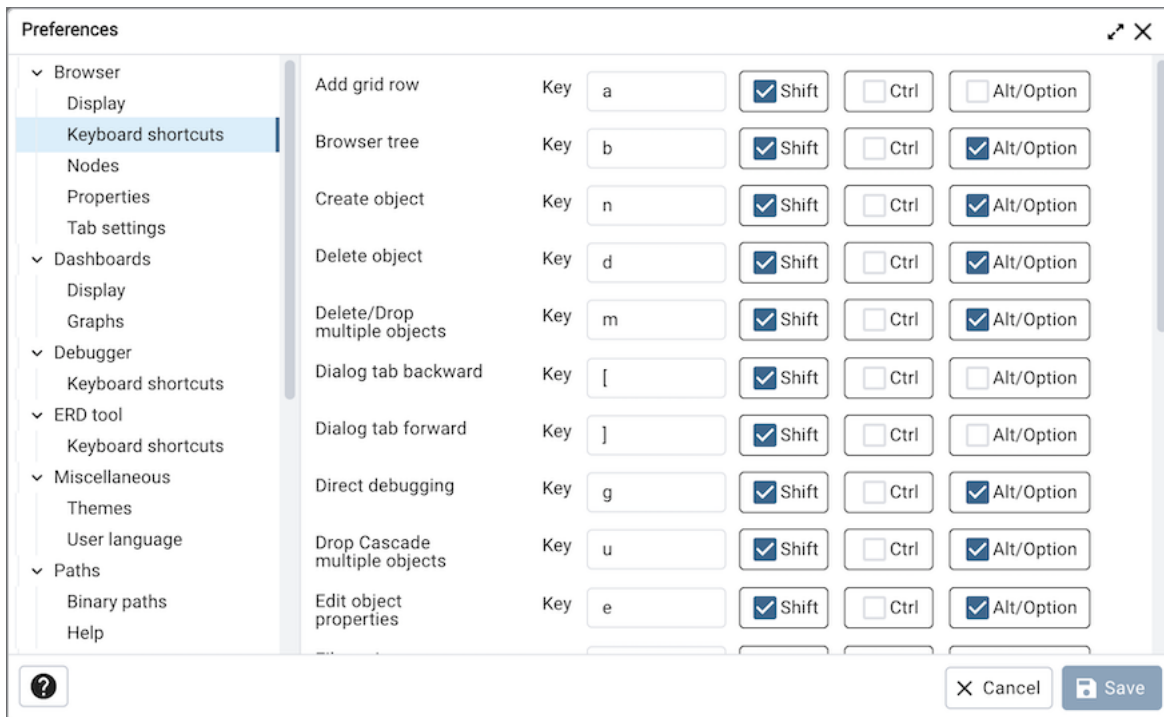 Preferences
Browser
Display
Keyboard shortcuts
Nodes
Properties
Tab settings
Dashboards
Display
Graphs
Debugger
Keyboard shortcuts
ERD tool
Keyboard shortcuts
Miscellaneous
Themes
User language
Paths
Binary paths
Help
Add grid row Key a Shift Ctrl Alt/Option
Browser tree Key b Shift Ctrl Alt/Option
Create object Key n Shift Ctrl Alt/Option
Delete object Key d Shift Ctrl Alt/Option
Delete/Drop
multiple objects Key m Shift Ctrl Alt/Option
Dialog tab backward Key [ Shift Ctrl Alt/Option
Dialog tab forward Key ] Shift Ctrl Alt/Option
Direct debugging Key g Shift Ctrl Alt/Option
Drop Cascade
multiple objects Key u Shift Ctrl Alt/Option
Edit object
properties Key e Shift Ctrl Alt/Option
? Cancel Save